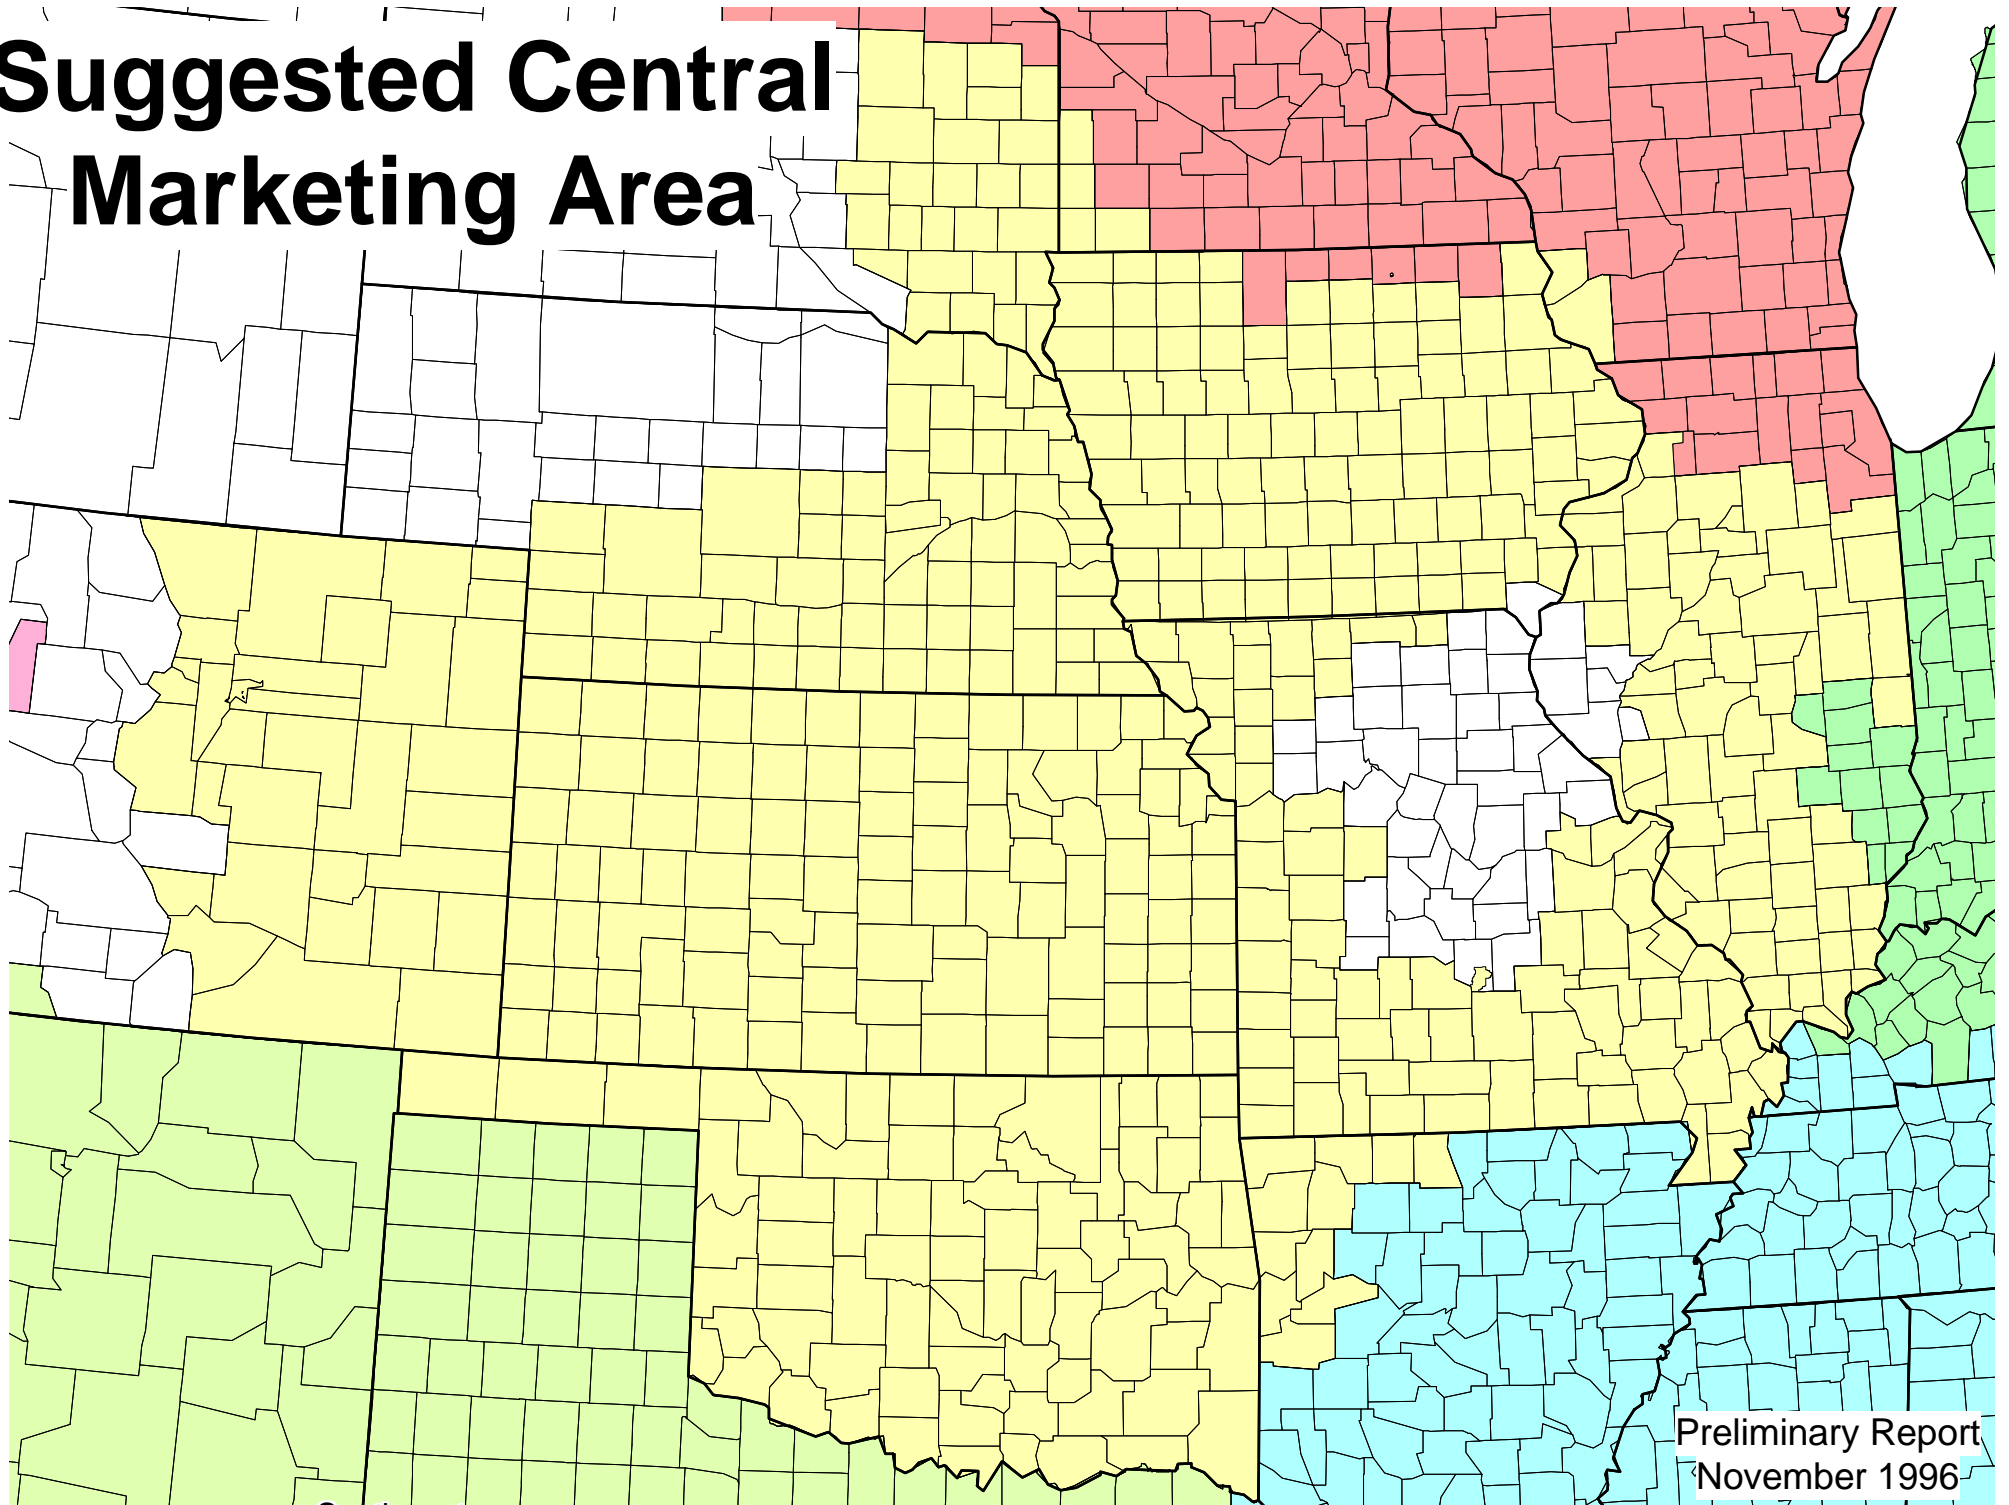 Suggested Central
Marketing Area
Preliminary Report
November 1996